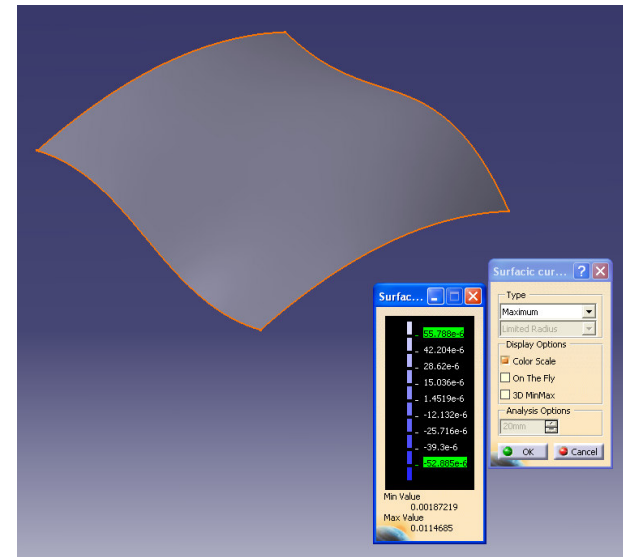 Surfac...
55.788e-6
42.204e-6
28.62e-6
15.036e-6
1.4519e-6
-12.132e-6
-25.716e-6
-39.3e-6
-52.885e-6
Min Value
0.00187219
Max Value
0.0114685
Surfacic cur...
Type
Maximum
Limited Radius
Display Options
Color Scale
On The Fly
3D MinMax
Analysis Options
20mm
OK
Cancel